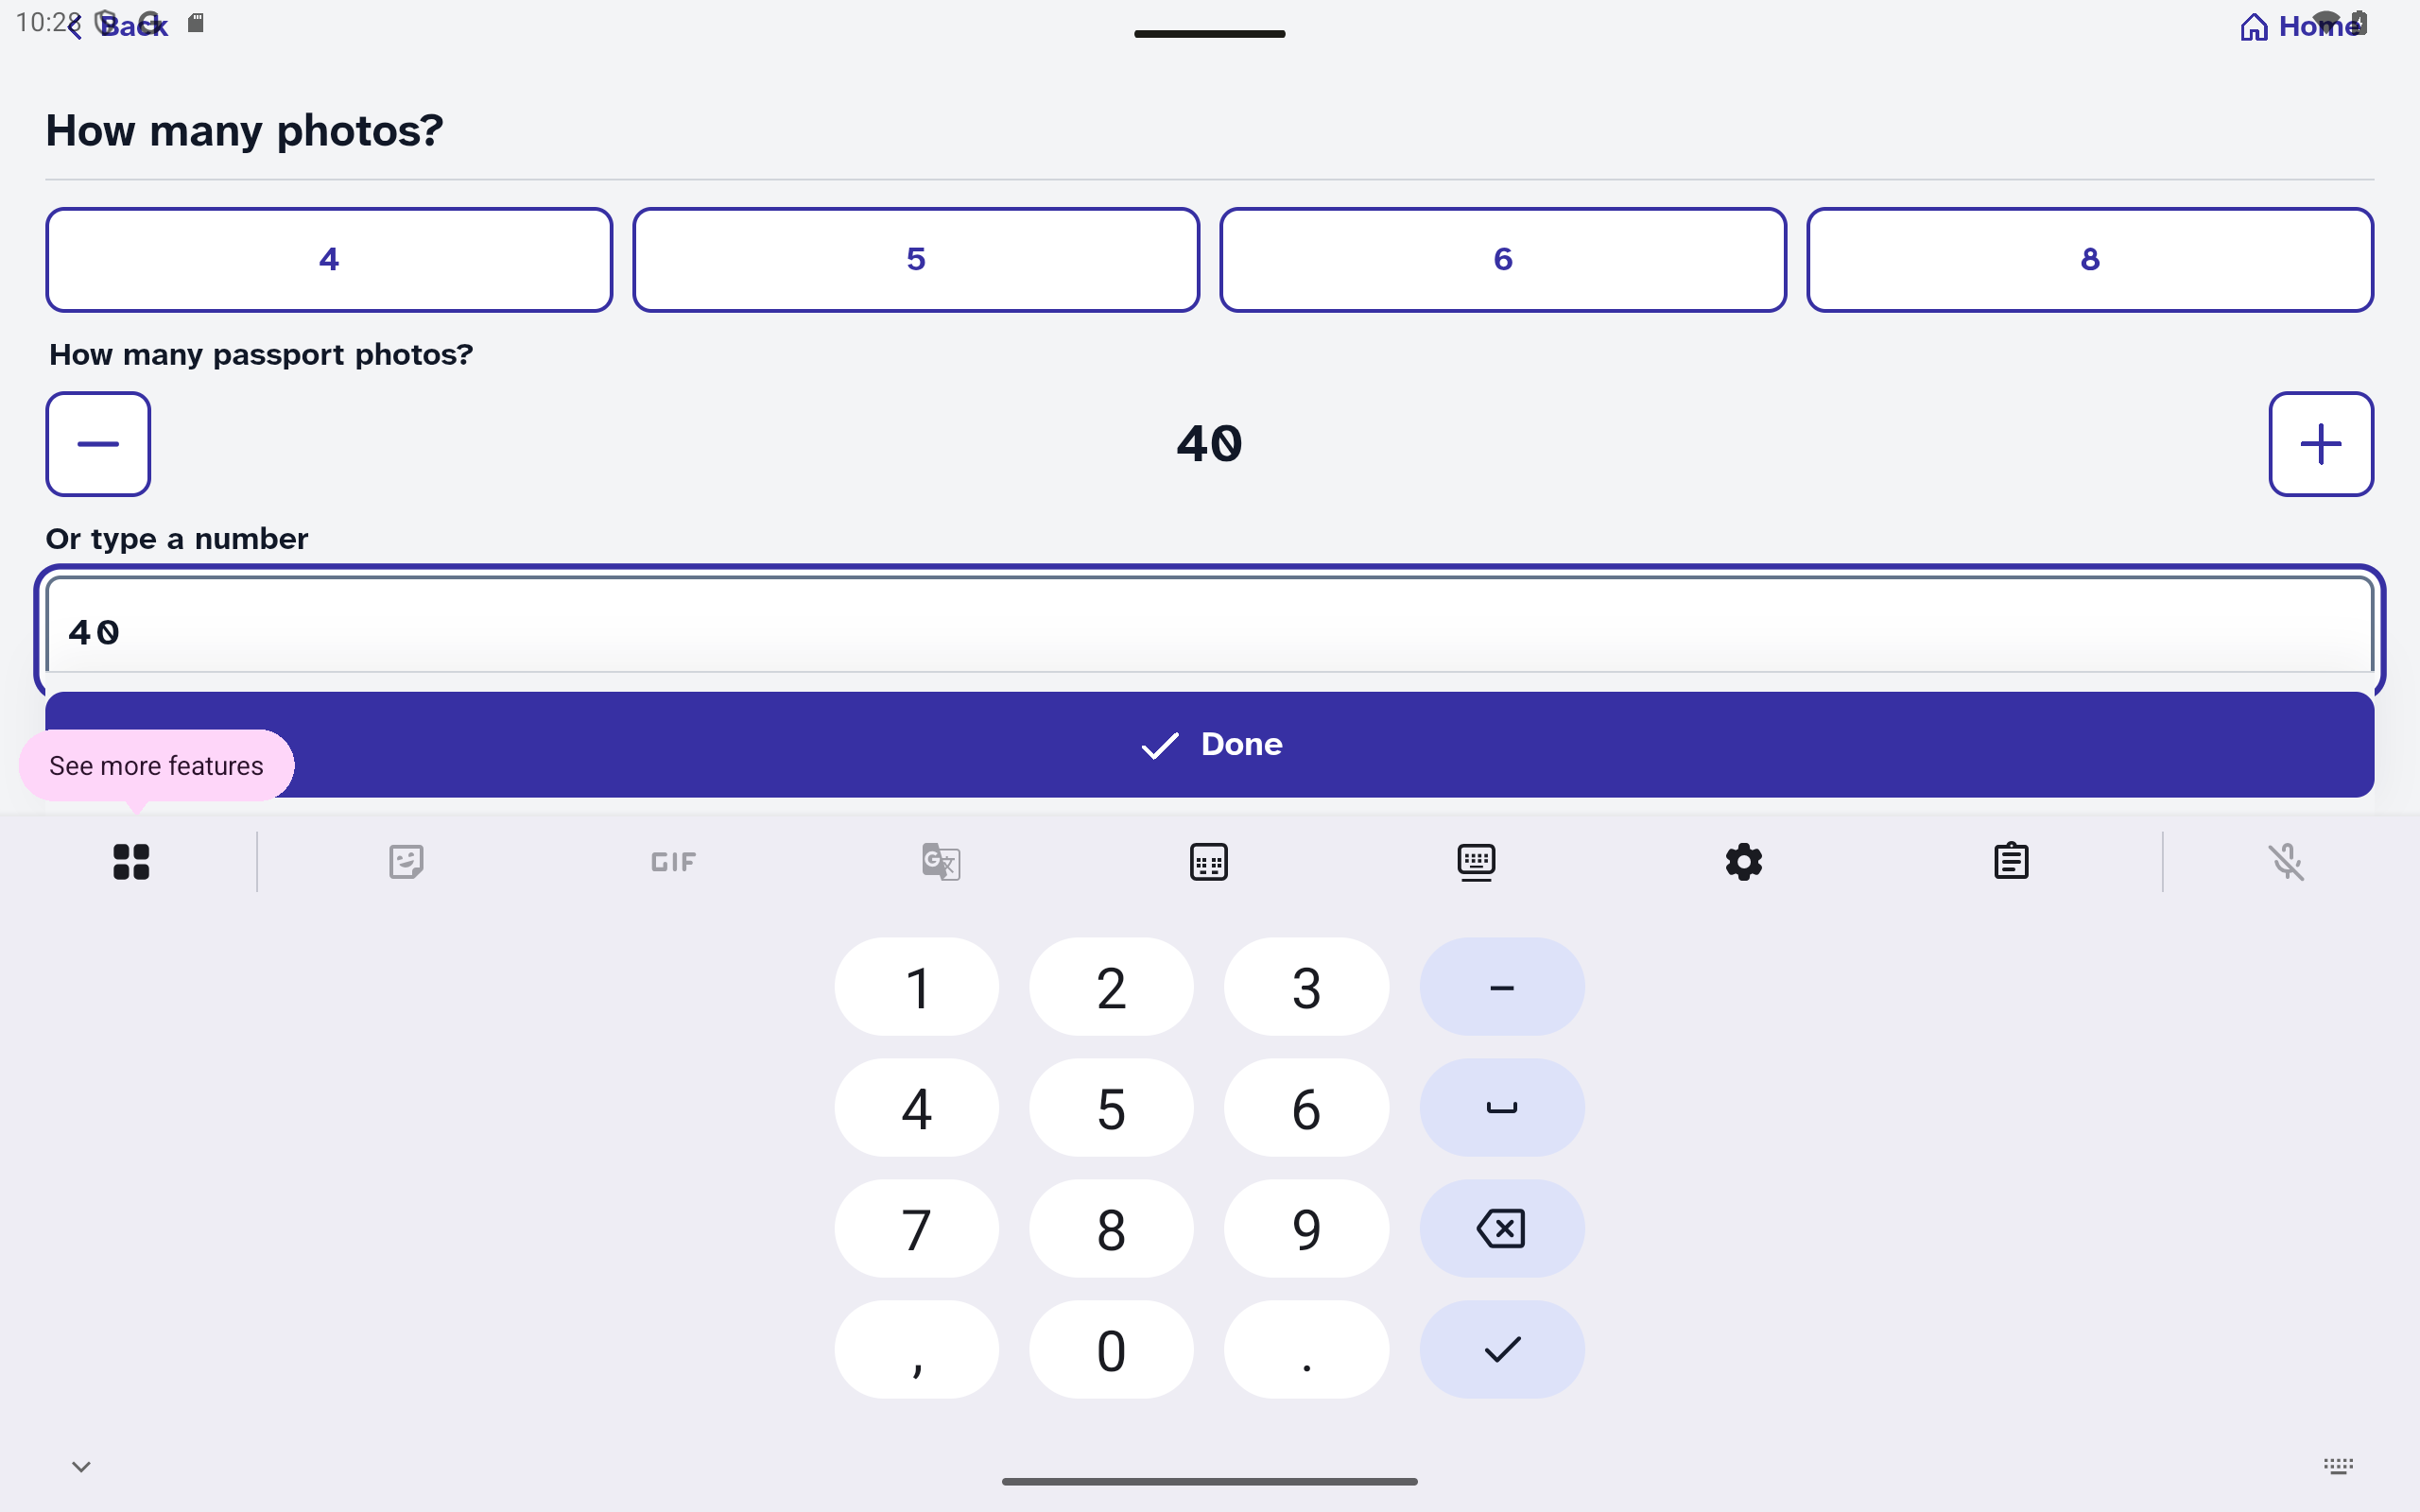 10:28 Back Home
How many photos?
4 5 6 8
How many passport photos?
40
Or type a number
40
Done
See more features
GIF
1 2 3 –
4 5 6
7 8 9
, 0 .